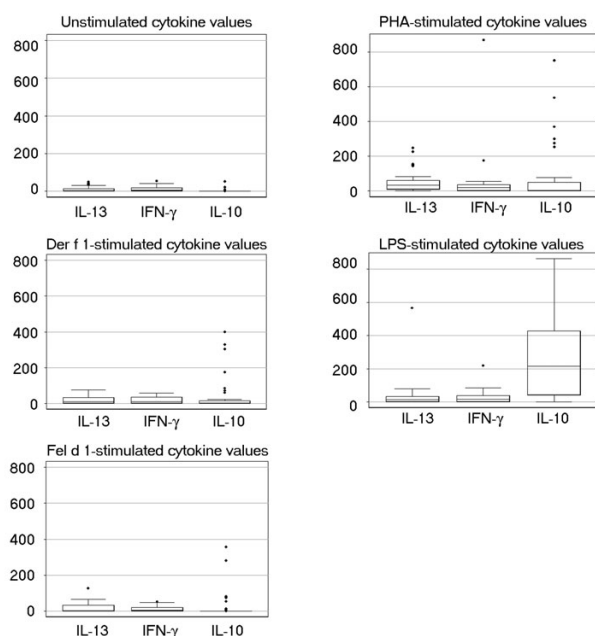 Unstimulated cytokine values
800
600
400
200
0
IL-13 IFN-γ IL-10
PHA-stimulated cytokine values
800
600
400
200
0
IL-13 IFN-γ IL-10
Der f 1-stimulated cytokine values
800
600
400
200
0
IL-13 IFN-γ IL-10
LPS-stimulated cytokine values
800
600
400
200
0
IL-13 IFN-γ IL-10
Fel d 1-stimulated cytokine values
800
600
400
200
0
IL-13 IFN-γ IL-10